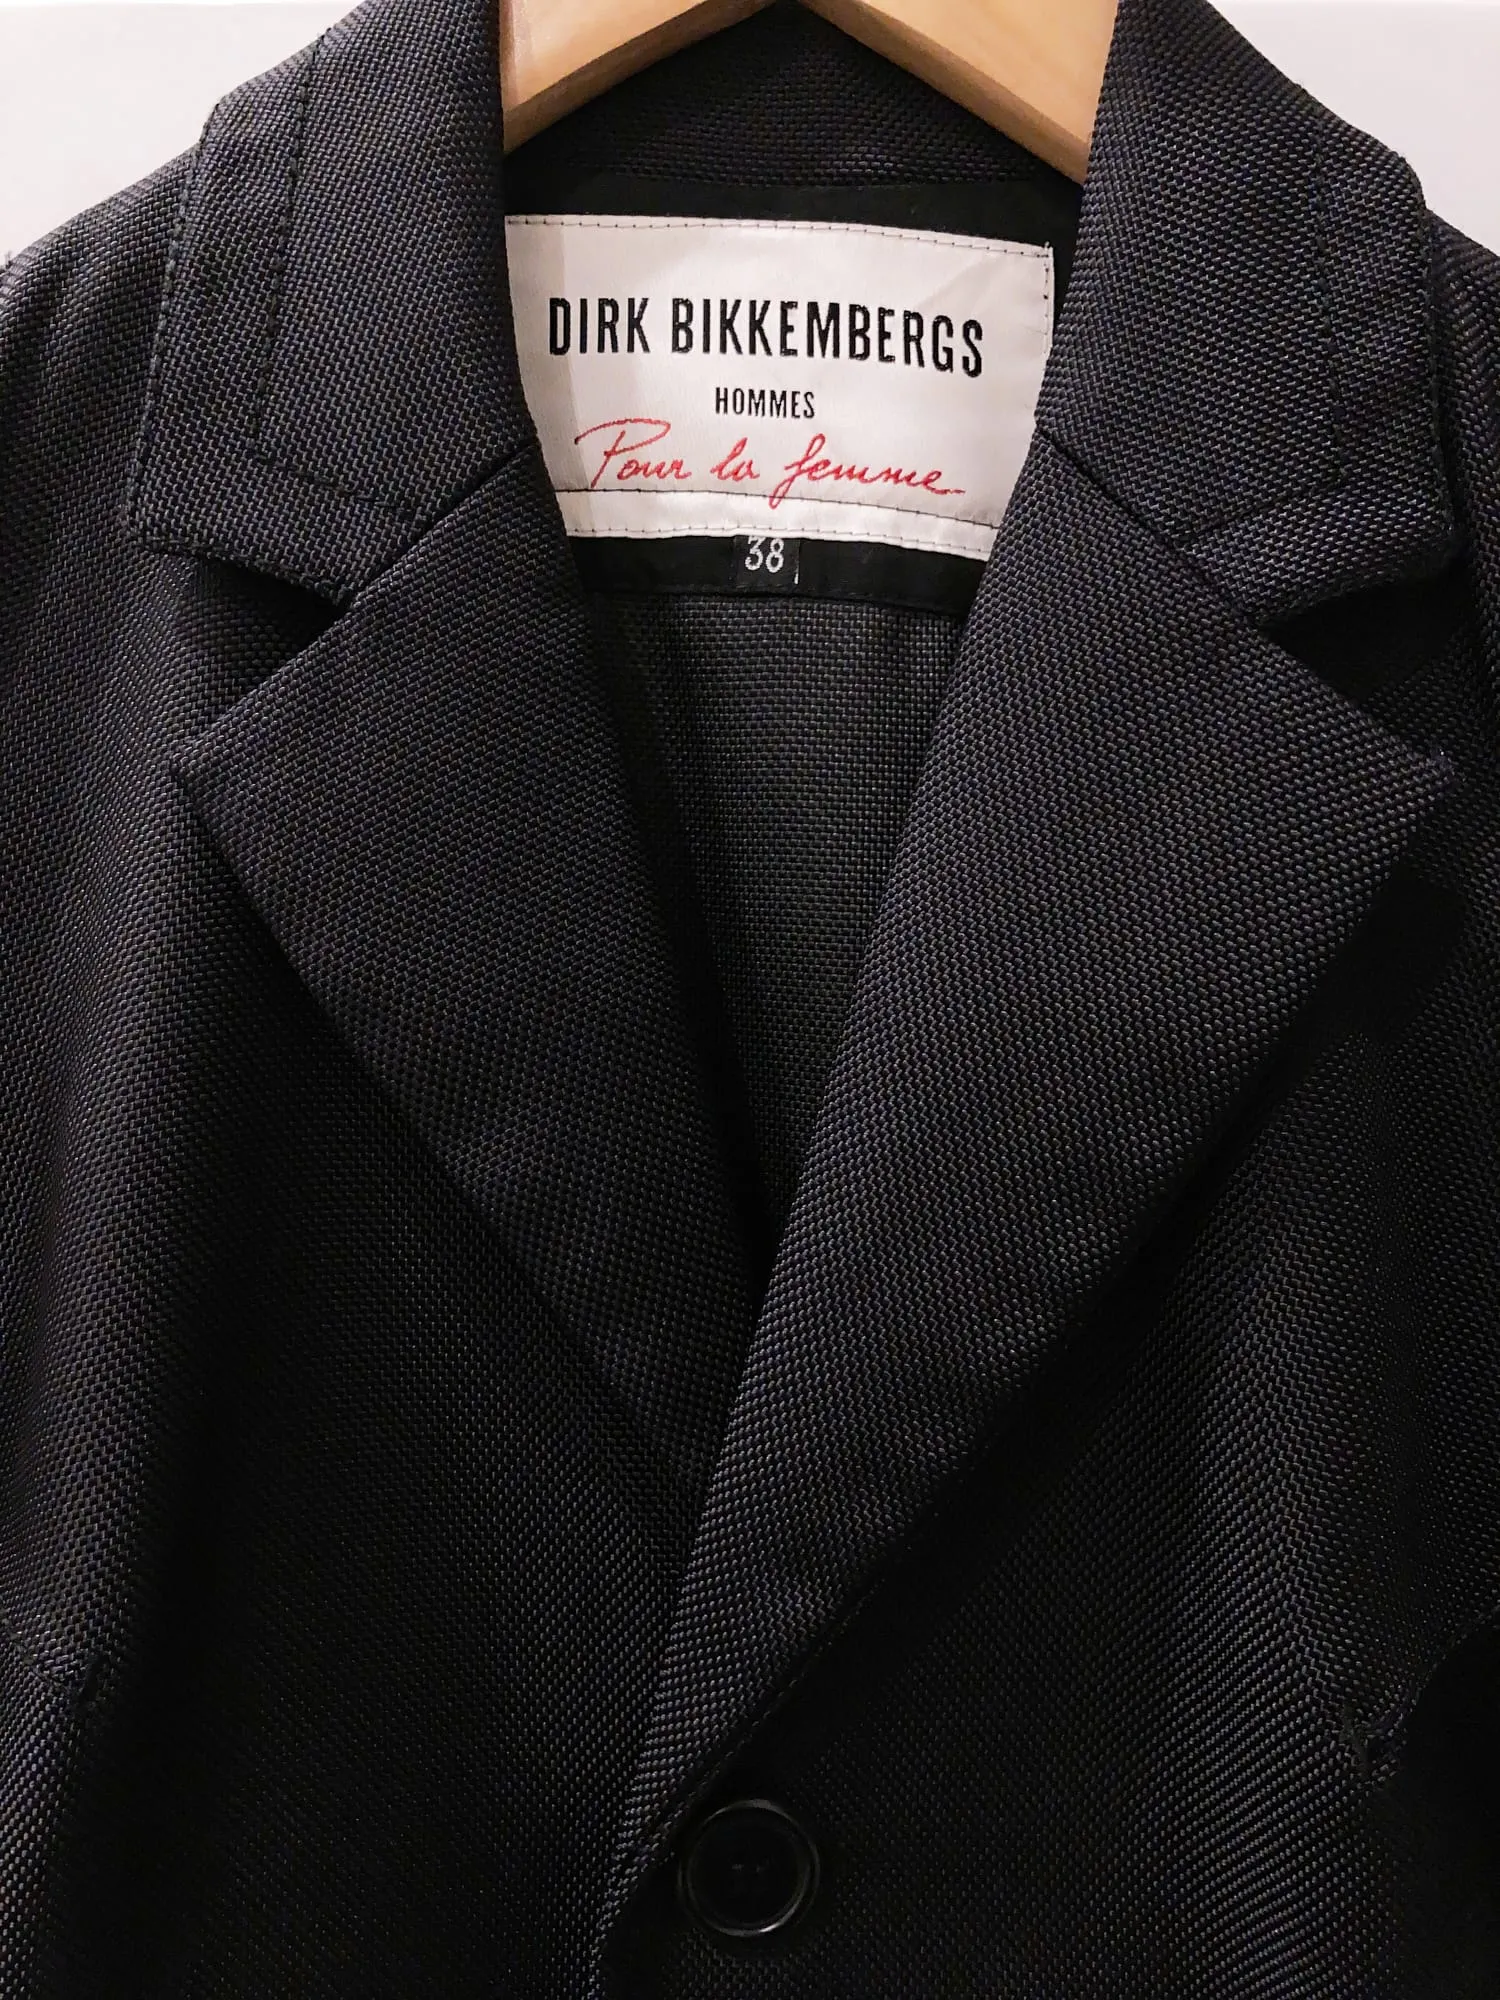 DIRK BIKKEMBERGS
HOMMES
Pour la femme
38